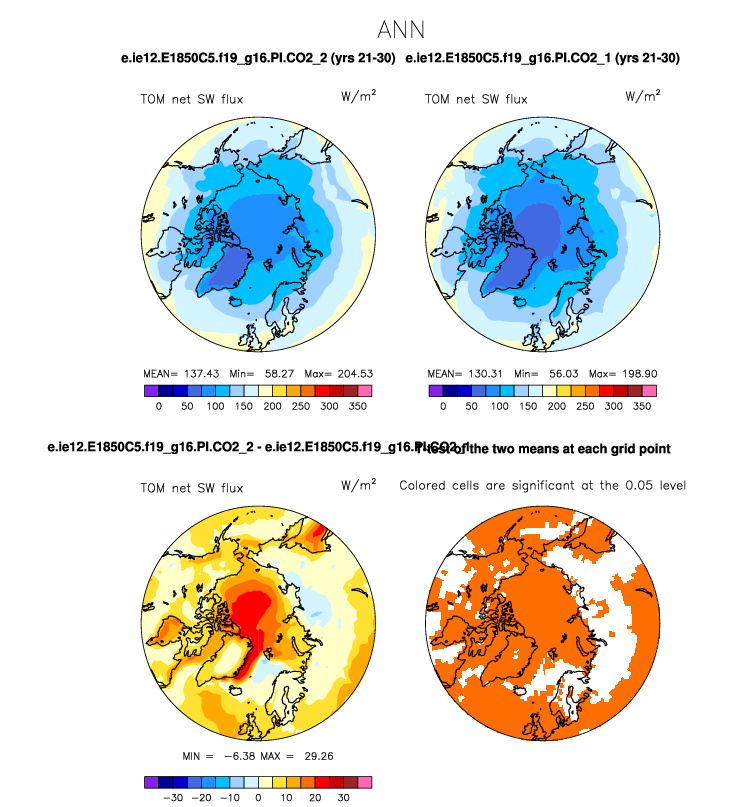 ANN
e.ie12.E1850C5.f19_g16.PI.CO2_2 (yrs 21-30) e.ie12.E1850C5.f19_g16.PI.CO2_1 (yrs 21-30)
TOM net SW flux W/m² TOM net SW flux W/m²
MEAN= 137.43 Min= 58.27 Max= 204.53 MEAN= 130.31 Min= 56.03 Max= 198.90
0 50 100 150 200 250 300 350 0 50 100 150 200 250 300 350
e.ie12.E1850C5.f19_g16.PI.CO2_2 - e.ie12.E1850C5.f19_g16.PI.CO2_1 T-test of the two means at each grid point
TOM net SW flux W/m² Colored cells are significant at the 0.05 level
MIN = -6.38 MAX = 29.26
-30 -20 -10 0 10 20 30